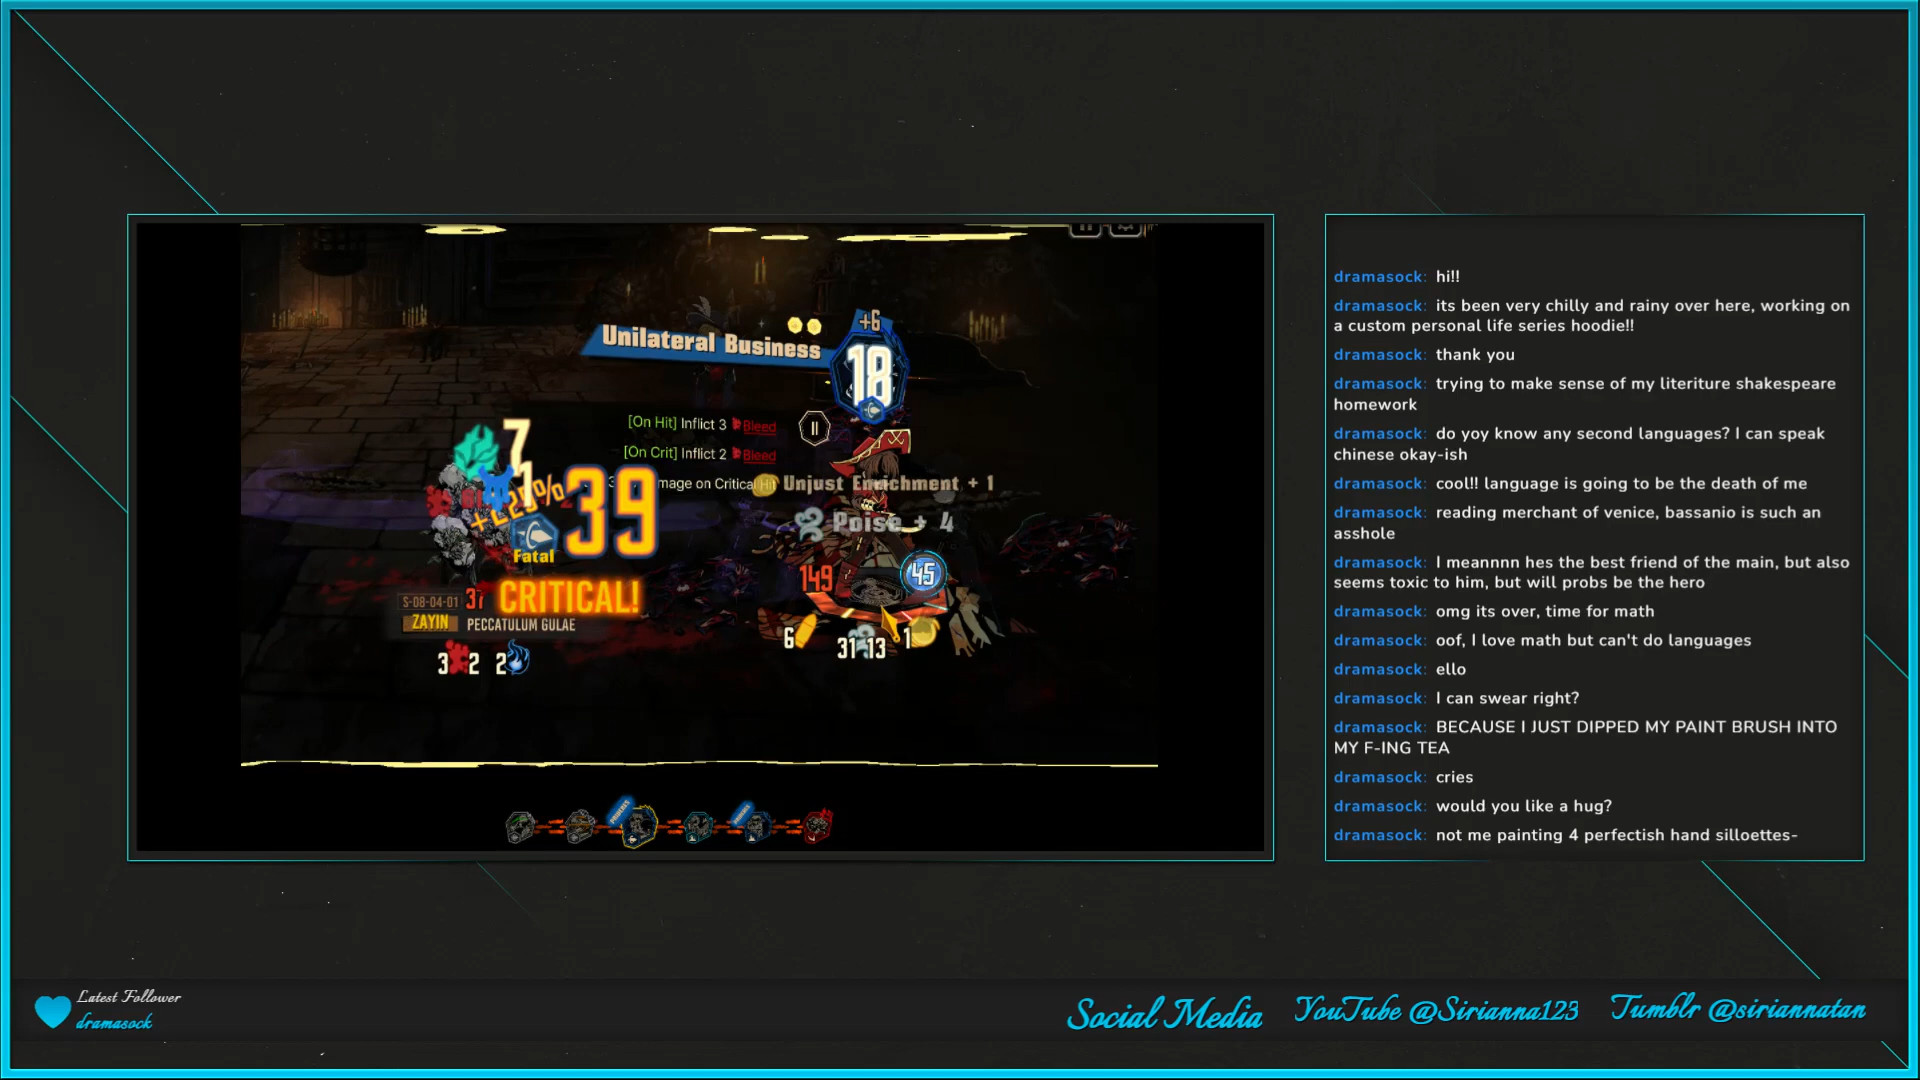 +6
Unilateral Business
18
[On Hit] Inflict 3 Bleed
[On Crit] Inflict 2 Bleed
mage on Critical Hit
7
1
39
Fatal
CRITICAL!
Unjust Enrichment + 1
Poise + 4
149
45
S-08-04-01
37
ZAYIN
PECCATULUM GULAE
3 2 2
6
31 13
1
dramasock: hi!!
dramasock: its been very chilly and rainy over here, working on
a custom personal life series hoodie!!
dramasock: thank you
dramasock: trying to make sense of my literiture shakespeare
homework
dramasock: do yoy know any second languages? I can speak
chinese okay-ish
dramasock: cool!! language is going to be the death of me
dramasock: reading merchant of venice, bassanio is such an
asshole
dramasock: I meannnn hes the best friend of the main, but also
seems toxic to him, but will probs be the hero
dramasock: omg its over, time for math
dramasock: oof, I love math but can't do languages
dramasock: ello
dramasock: I can swear right?
dramasock: BECAUSE I JUST DIPPED MY PAINT BRUSH INTO
MY F-ING TEA
dramasock: cries
dramasock: would you like a hug?
dramasock: not me painting 4 perfectish hand silloettes-
Latest Follower
dramasock
Social Media
YouTube @Sirianna123
Tumblr @siriannatan